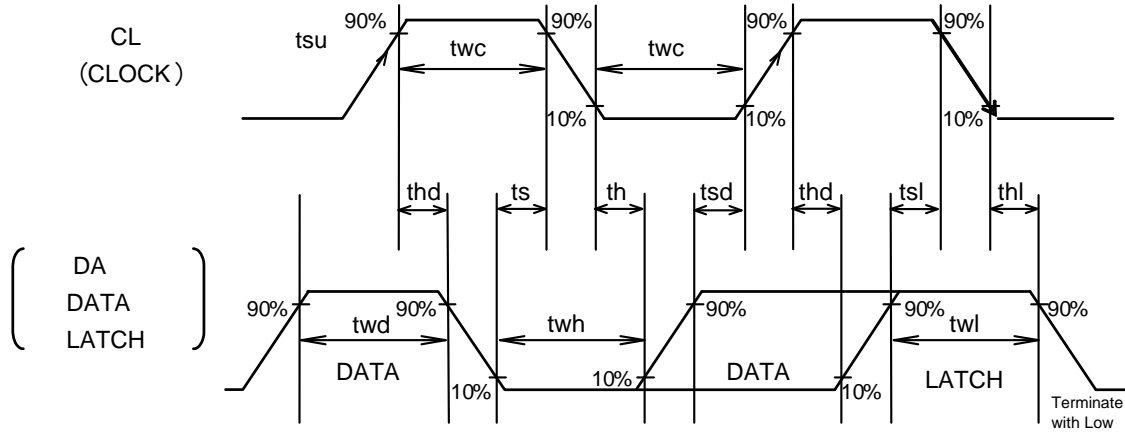 90% 90% 90% 90%
CL tsu twc twc
(CLOCK)
10% 10% 10%
thd ts th tsd thd tsl thl
DA
DATA
LATCH
90% 90% 90% 90% 90%
twd twh twl
DATA DATA LATCH
10% 10% 10%
Terminate
with Low